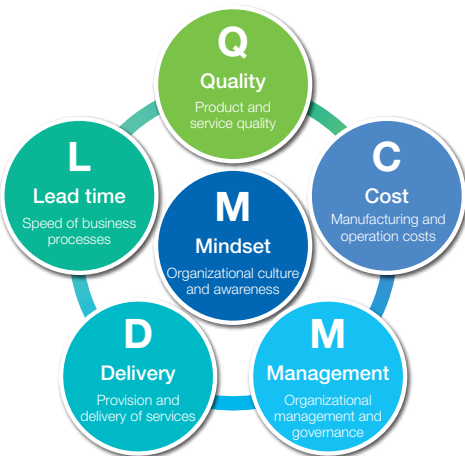 Q
Quality
Product and
service quality
L
Lead time
Speed of business
processes
C
Cost
Manufacturing and
operation costs
M
Mindset
Organizational culture
and awareness
D
Delivery
Provision and
delivery of services
M
Management
Organizational
management and
governance